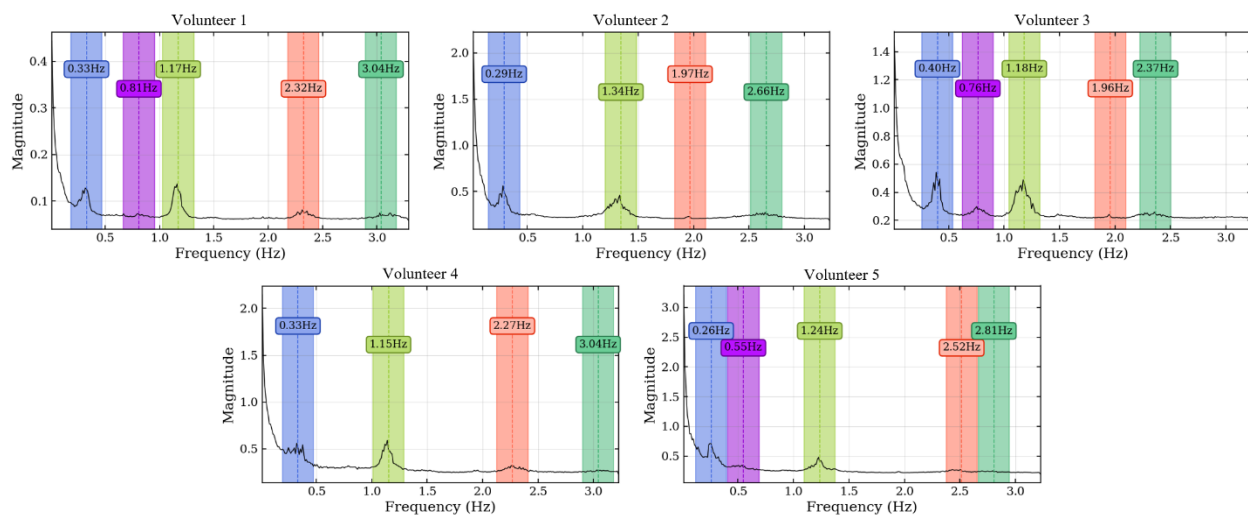 Volunteer 1
0.4
0.3
0.2
0.1
Magnitude
0.33Hz
0.81Hz
1.17Hz
2.32Hz
3.04Hz
0.5 1.0 1.5 2.0 2.5 3.0
Frequency (Hz)
Volunteer 2
2.0
1.5
1.0
0.5
Magnitude
0.29Hz
1.34Hz
1.97Hz
2.66Hz
0.5 1.0 1.5 2.0 2.5 3.0
Frequency (Hz)
Volunteer 3
1.4
1.2
1.0
0.8
0.6
0.4
0.2
Magnitude
0.40Hz
0.76Hz
1.18Hz
1.96Hz
2.37Hz
0.5 1.0 1.5 2.0 2.5 3.0
Frequency (Hz)
Volunteer 4
2.0
1.5
1.0
0.5
Magnitude
0.33Hz
1.15Hz
2.27Hz
3.04Hz
0.5 1.0 1.5 2.0 2.5 3.0
Frequency (Hz)
Volunteer 5
3.0
2.5
2.0
1.5
1.0
0.5
Magnitude
0.26Hz
0.55Hz
1.24Hz
2.52Hz
2.81Hz
0.5 1.0 1.5 2.0 2.5 3.0
Frequency (Hz)